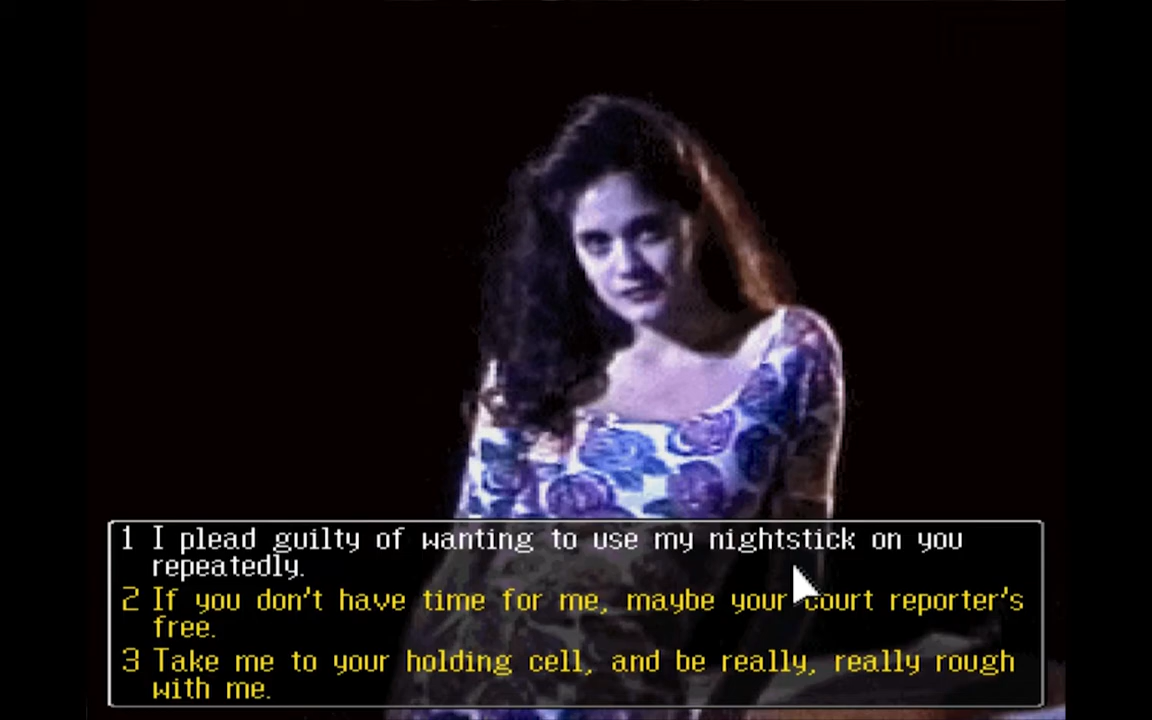 1 I plead guilty of wanting to use my nightstick on you
repeatedly.
2 If you don't have time for me, maybe your court reporter's
free.
3 Take me to your holding cell, and be really, really rough
with me.